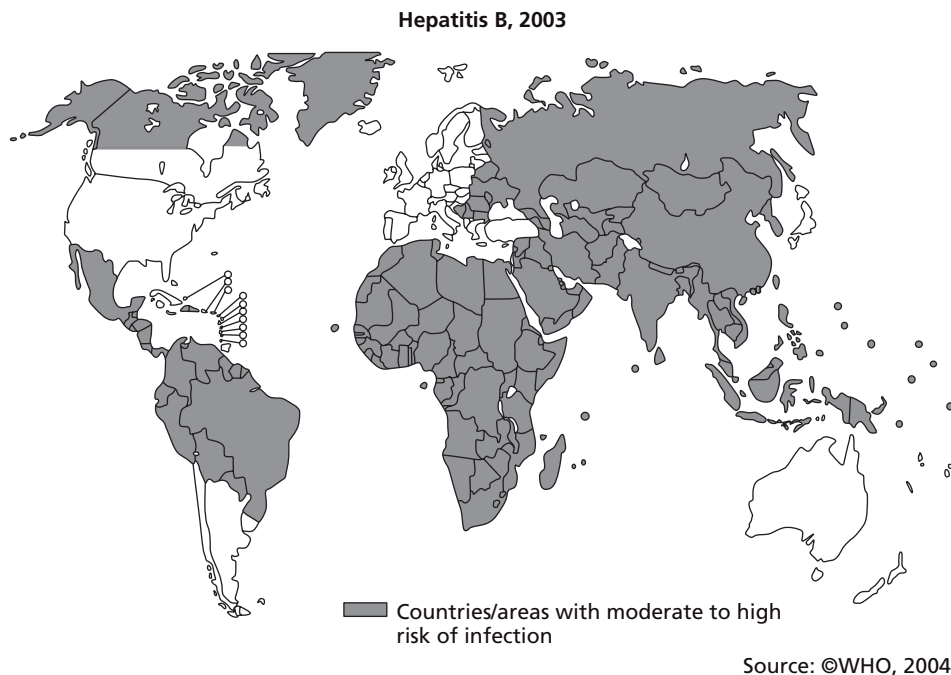 Hepatitis B, 2003
Countries/areas with moderate to high
risk of infection
Source: ©WHO, 2004